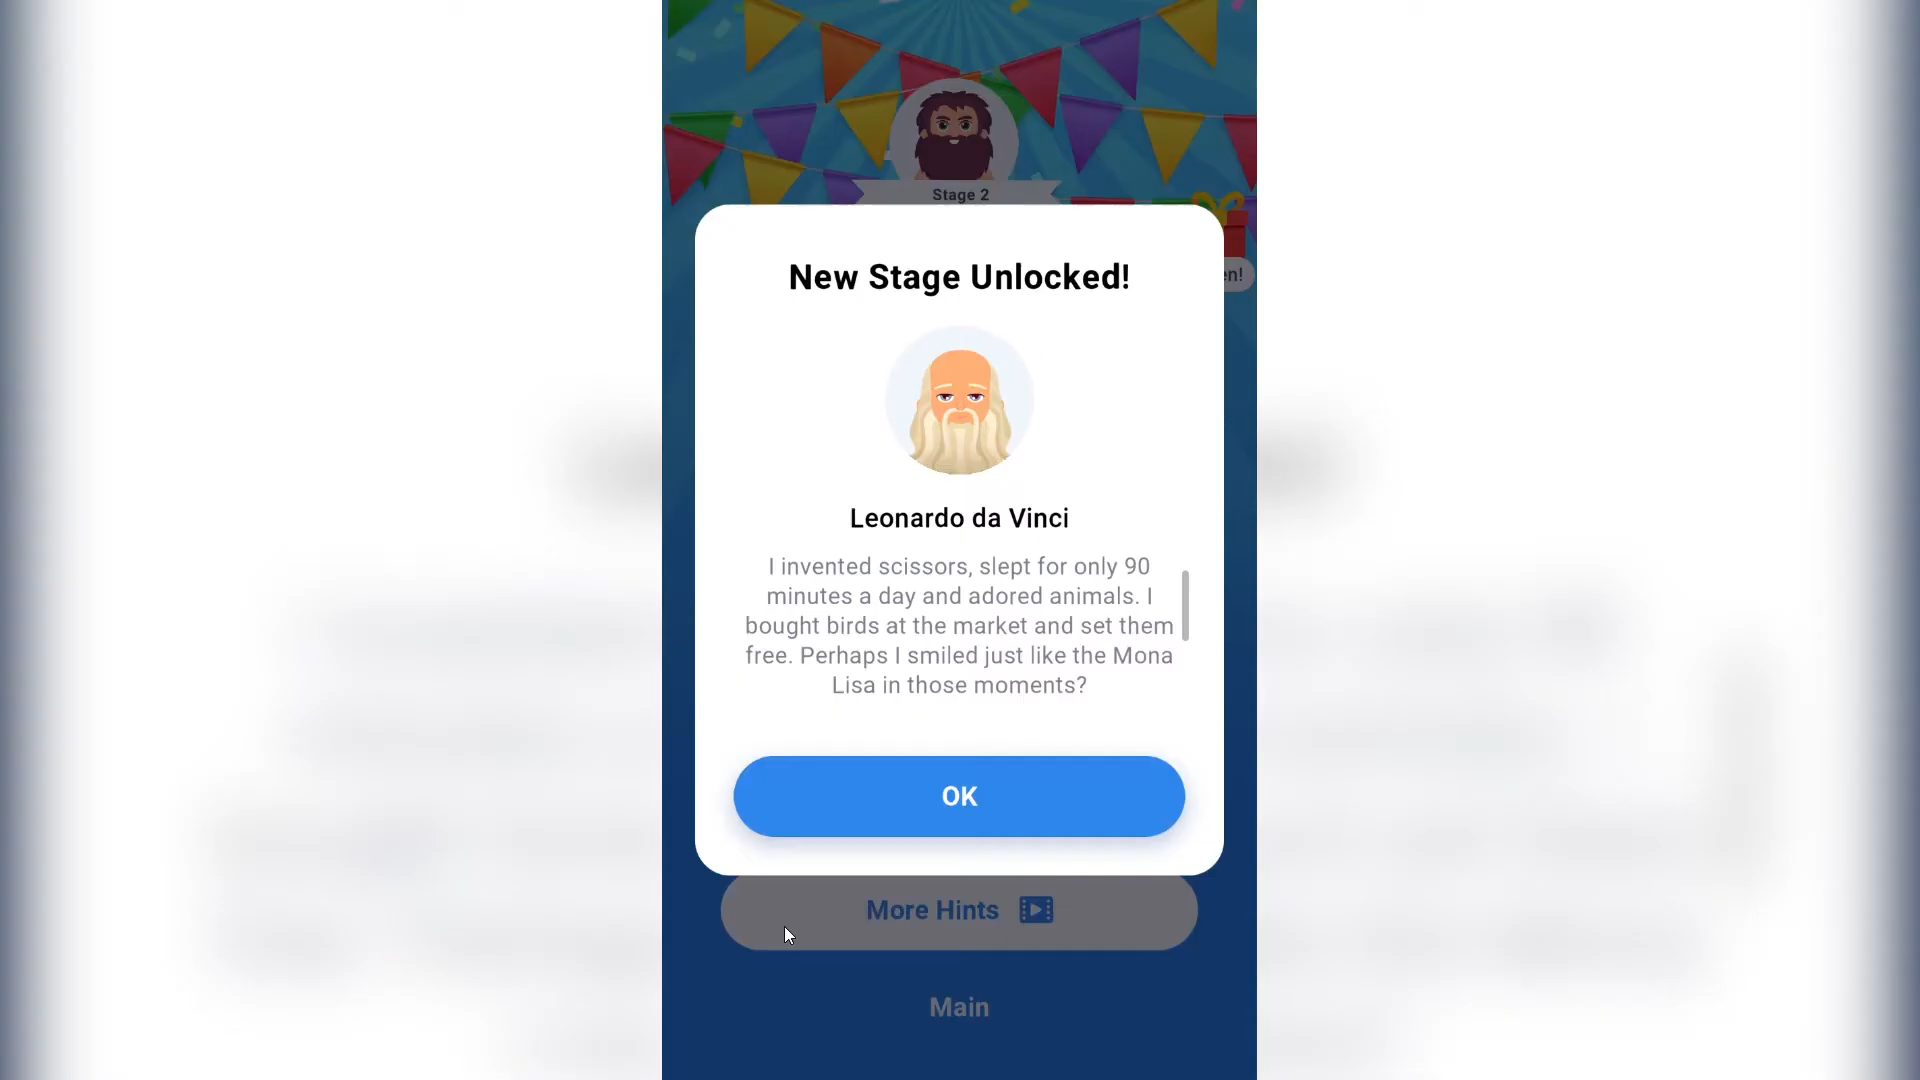 Stage 2
New Stage Unlocked!
en!
Leonardo da Vinci
I invented scissors, slept for only 90
minutes a day and adored animals. I
bought birds at the market and set them
free. Perhaps I smiled just like the Mona
Lisa in those moments?
OK
More Hints
Main